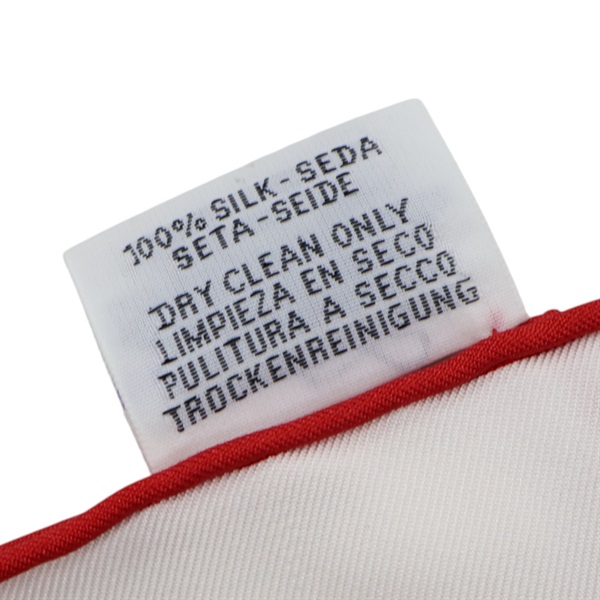 100% SILK-SEDA
SETA-SEIDE
DRY CLEAN ONLY
LIMPIEZA EN SECO
PULITURA A SECCO
TROCKENREINIGUNG